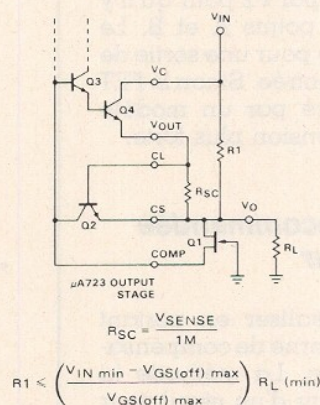 VIN
Q3
VC
Q4
VOUT
R1
CL
RSC
CS
VO
Q2
Q1
RL
COMP
µA723 OUTPUT
STAGE
RSC = VSENSE / 1M
R1 ⩽ ( VIN min − VGS(off) max / VGS(off) max ) RL (min)